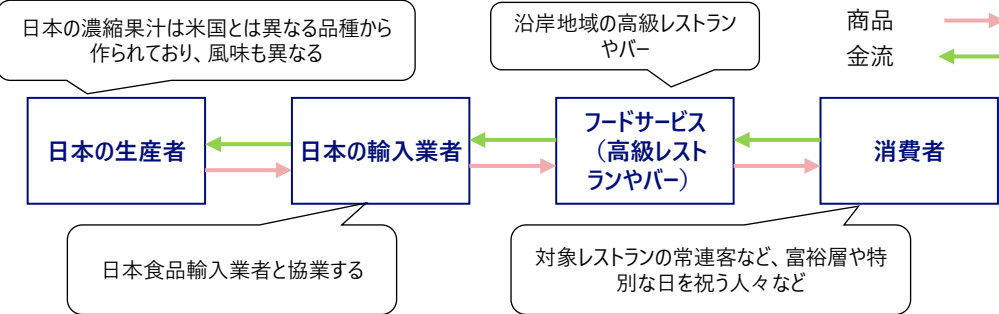 日本の濃縮果汁は米国とは異なる品種から
作られており、風味も異なる
沿岸地域の高級レストラン
やバー
商品
金流
日本の生産者
日本の輸入業者
フードサービス
（高級レスト
ランやバー）
消費者
日本食品輸入業者と協業する
対象レストランの常連客など、富裕層や特
別な日を祝う人々など